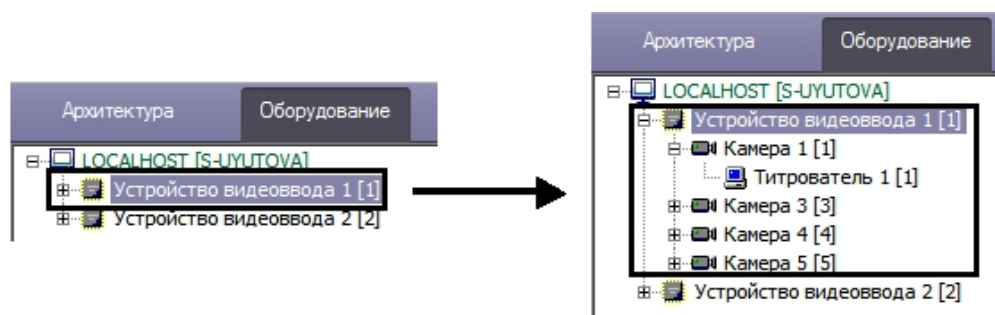 Архитектура Оборудование
LOCALHOST [S-UYUTOVA]
Устройство видеоввода 1 [1]
Устройство видеоввода 2 [2]
Архитектура Оборудование
LOCALHOST [S-UYUTOVA]
Устройство видеоввода 1 [1]
Камера 1 [1]
Титрователь 1 [1]
Камера 3 [3]
Камера 4 [4]
Камера 5 [5]
Устройство видеоввода 2 [2]